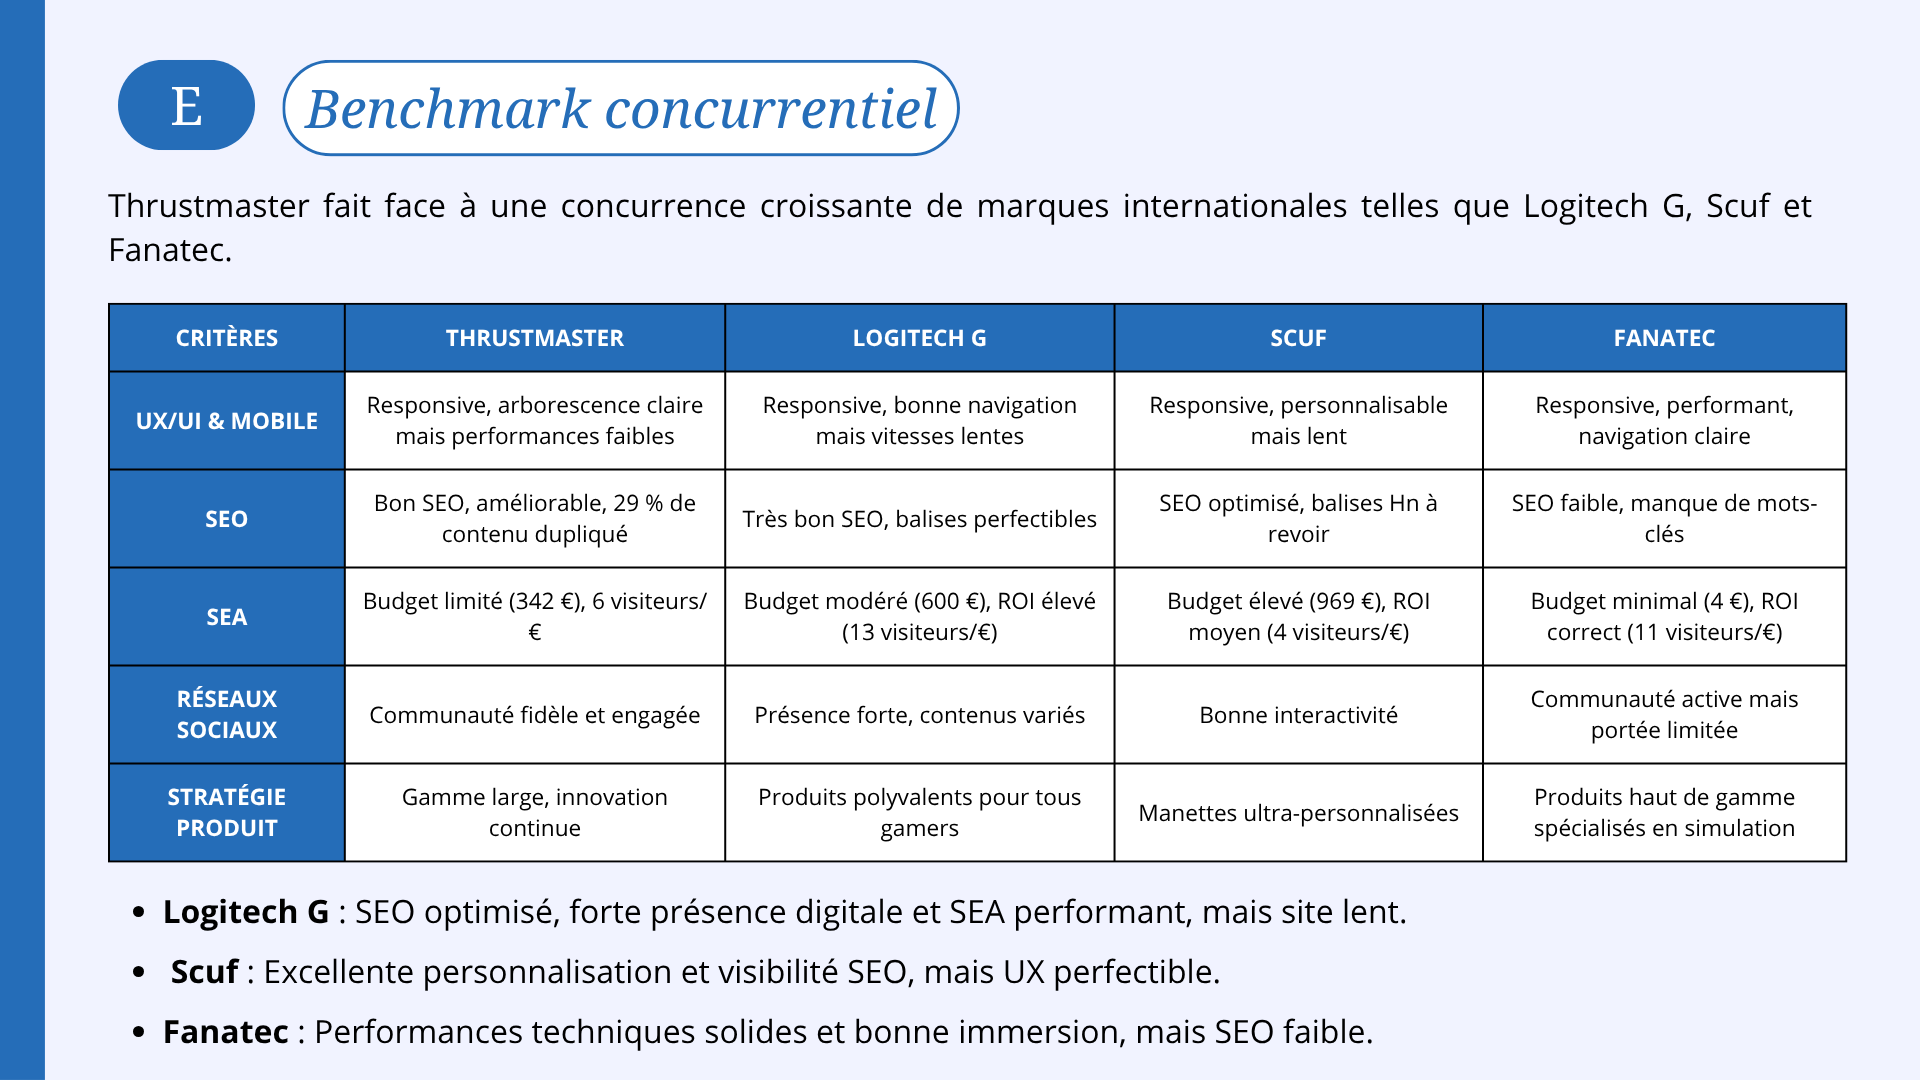 E
Benchmark concurrentiel
Thrustmaster fait face à une concurrence croissante de marques internationales telles que Logitech G, Scuf et
Fanatec.
CRITÈRES
THRUSTMASTER
LOGITECH G
SCUF
FANATEC
UX/UI & MOBILE
Responsive, arborescence claire
mais performances faibles
Responsive, bonne navigation
mais vitesses lentes
Responsive, personnalisable
mais lent
Responsive, performant,
navigation claire
SEO
Bon SEO, améliorable, 29 % de
contenu dupliqué
Très bon SEO, balises perfectibles
SEO optimisé, balises Hn à
revoir
SEO faible, manque de mots-
clés
SEA
Budget limité (342 €), 6 visiteurs/
€
Budget modéré (600 €), ROI élevé
(13 visiteurs/€)
Budget élevé (969 €), ROI
moyen (4 visiteurs/€)
Budget minimal (4 €), ROI
correct (11 visiteurs/€)
RÉSEAUX
SOCIAUX
Communauté fidèle et engagée
Présence forte, contenus variés
Bonne interactivité
Communauté active mais
portée limitée
STRATÉGIE
PRODUIT
Gamme large, innovation
continue
Produits polyvalents pour tous
gamers
Manettes ultra-personnalisées
Produits haut de gamme
spécialisés en simulation
• Logitech G : SEO optimisé, forte présence digitale et SEA performant, mais site lent.
• Scuf : Excellente personnalisation et visibilité SEO, mais UX perfectible.
• Fanatec : Performances techniques solides et bonne immersion, mais SEO faible.